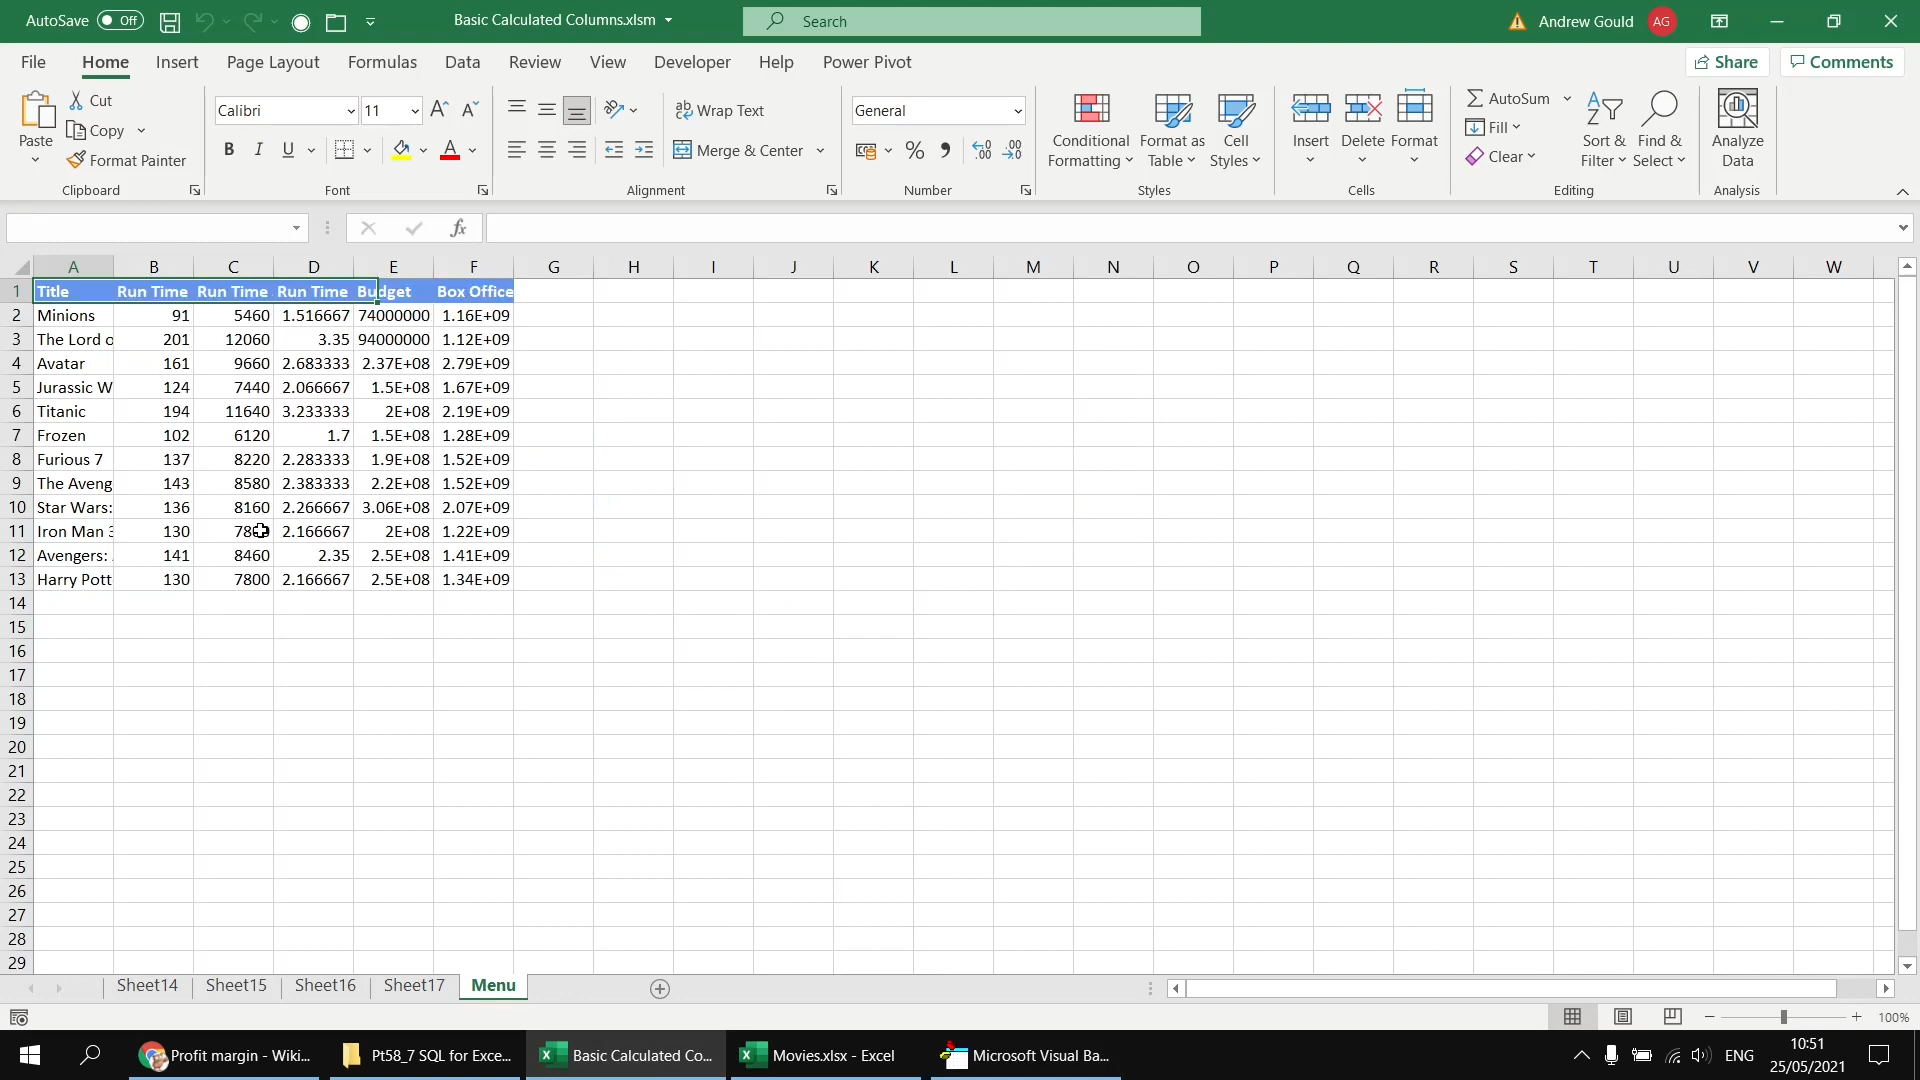 AutoSave Off Basic Calculated Columns.xlsm Search Andrew Gould AG
File Home Insert Page Layout Formulas Data Review View Developer Help Power Pivot Share Comments
Paste Cut Copy Format Painter Clipboard
Calibri 11 B I U A A A Font
ab Wrap Text Merge & Center Alignment
General % Number
Conditional Formatting Format as Table Cell Styles Styles
Insert Delete Format Cells
AutoSum Fill Clear Sort & Filter Find & Select Editing
Analyze Data Analysis
fx
A B C D E F G H I J K L M N O P Q R S T U V W
1 Title Run Time Run Time Run Time Budget Box Office
2 Minions 91 5460 1.516667 74000000 1.16E+09
3 The Lord o 201 12060 3.35 94000000 1.12E+09
4 Avatar 161 9660 2.683333 2.37E+08 2.79E+09
5 Jurassic W 124 7440 2.066667 1.5E+08 1.67E+09
6 Titanic 194 11640 3.233333 2E+08 2.19E+09
7 Frozen 102 6120 1.7 1.5E+08 1.28E+09
8 Furious 7 137 8220 2.283333 1.9E+08 1.52E+09
9 The Aveng 143 8580 2.383333 2.2E+08 1.52E+09
10 Star Wars: 136 8160 2.266667 3.06E+08 2.07E+09
11 Iron Man 3 130 2.166667 2E+08 1.22E+09
12 Avengers: 141 8460 2.35 2.5E+08 1.41E+09
13 Harry Pott 130 7800 2.166667 2.5E+08 1.34E+09
14
15
16
17
18
19
20
21
22
23
24
25
26
27
28
29
Sheet14 Sheet15 Sheet16 Sheet17 Menu
100%
Profit margin - Wiki... Pt58_7 SQL for Exce... Basic Calculated Co... Movies.xlsx - Excel Microsoft Visual Ba... ENG 10:51
25/05/2021